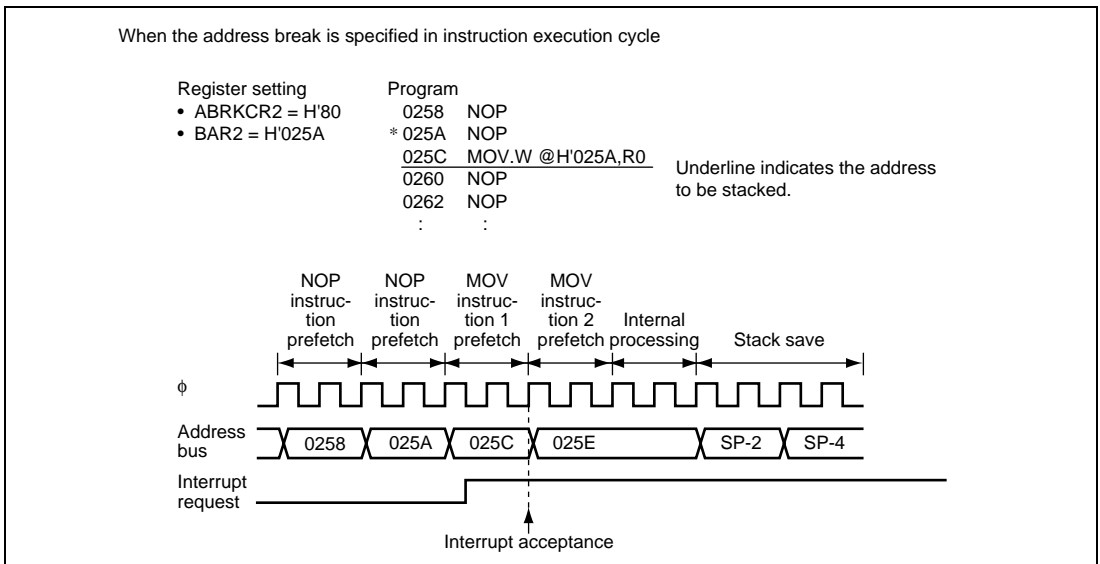 When the address break is specified in instruction execution cycle
Register setting
• ABRKCR2 = H'80
• BAR2 = H'025A
Program
0258 NOP
* 025A NOP
025C MOV.W @H'025A,R0
0260 NOP
0262 NOP
: :
Underline indicates the address
to be stacked.
NOP
instruc-
tion
prefetch
NOP
instruc-
tion
prefetch
MOV
instruc-
tion 1
prefetch
MOV
instruc-
tion 2
prefetch
Internal
processing
Stack save
φ
Address
bus
0258 025A 025C 025E SP-2 SP-4
Interrupt
request
Interrupt acceptance